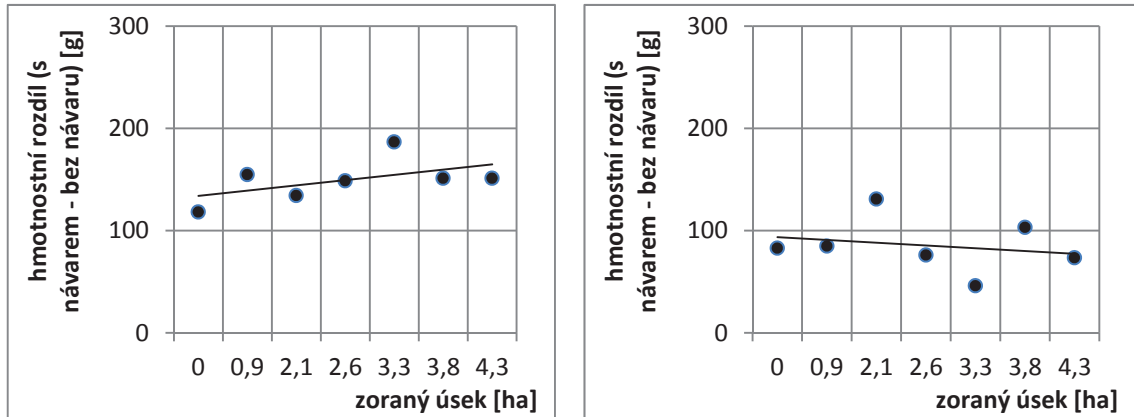 hmotnostní rozdíl (s
návarem - bez návaru) [g]
300
200
100
0
0 0,9 2,1 2,6 3,3 3,8 4,3
zoraný úsek [ha]
hmotnostní rozdíl (s
návarem - bez návaru) [g]
300
200
100
0
0 0,9 2,1 2,6 3,3 3,8 4,3
zoraný úsek [ha]